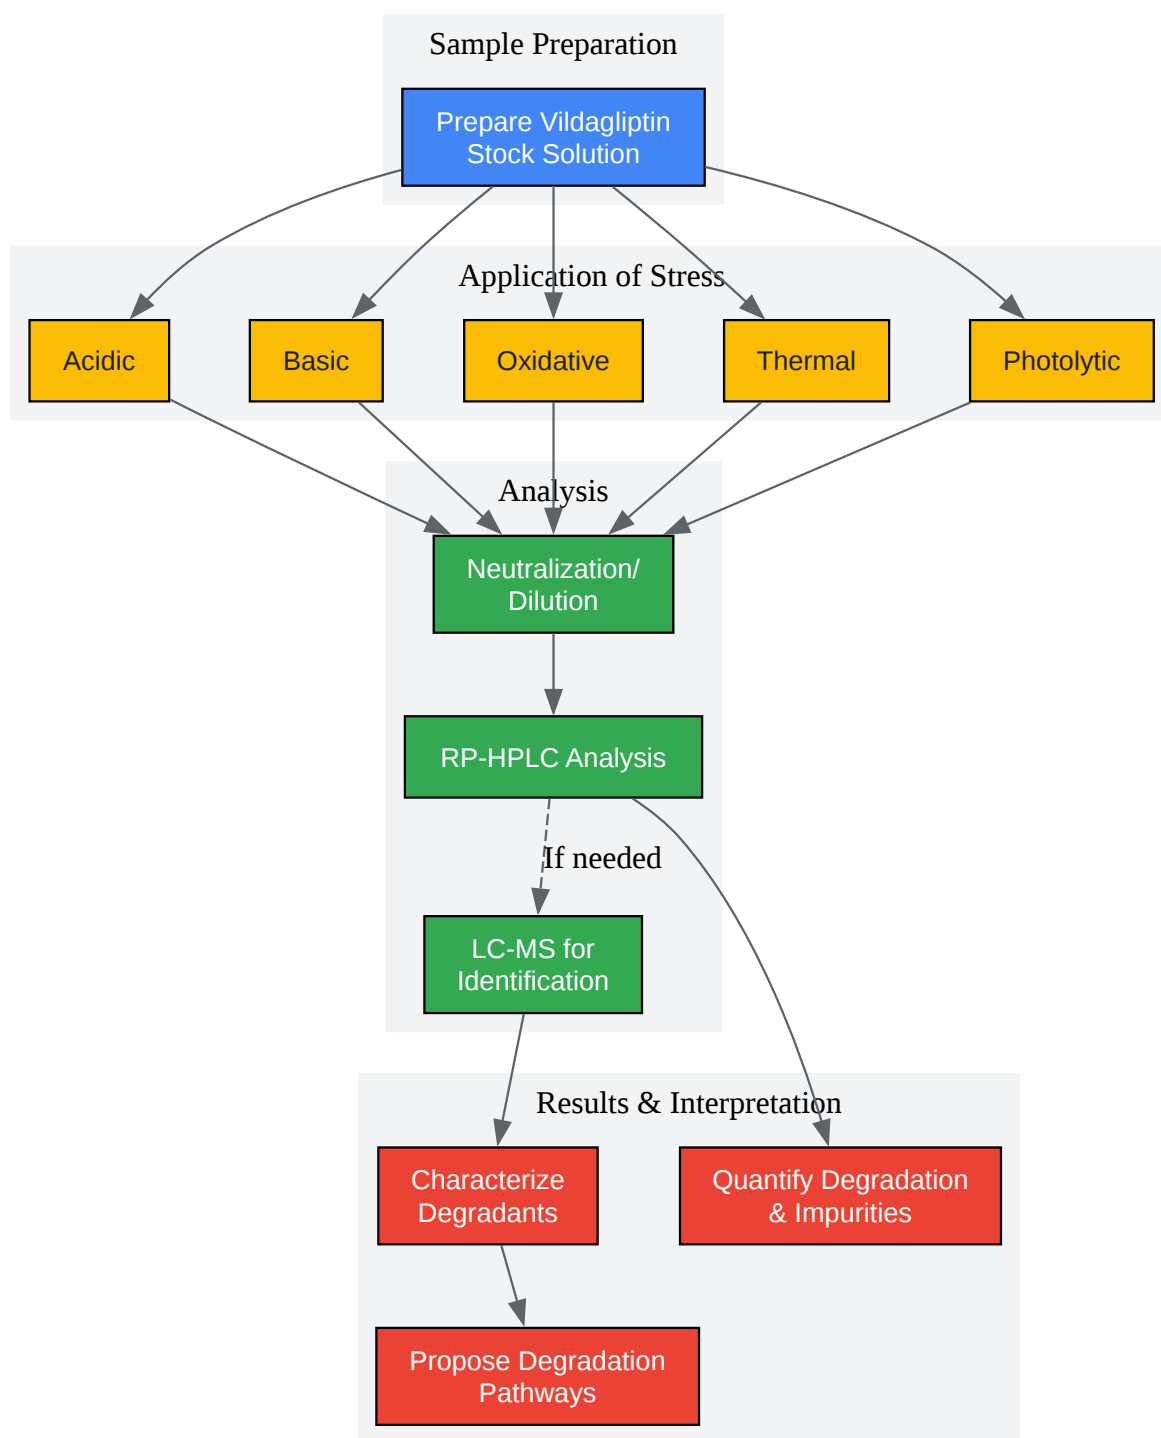 Sample Preparation
Prepare Vildagliptin
Stock Solution
Application of Stress
Acidic
Basic
Oxidative
Thermal
Photolytic
Analysis
Neutralization/
Dilution
RP-HPLC Analysis
If needed
LC-MS for
Identification
Results & Interpretation
Characterize
Degradants
Quantify Degradation
& Impurities
Propose Degradation
Pathways